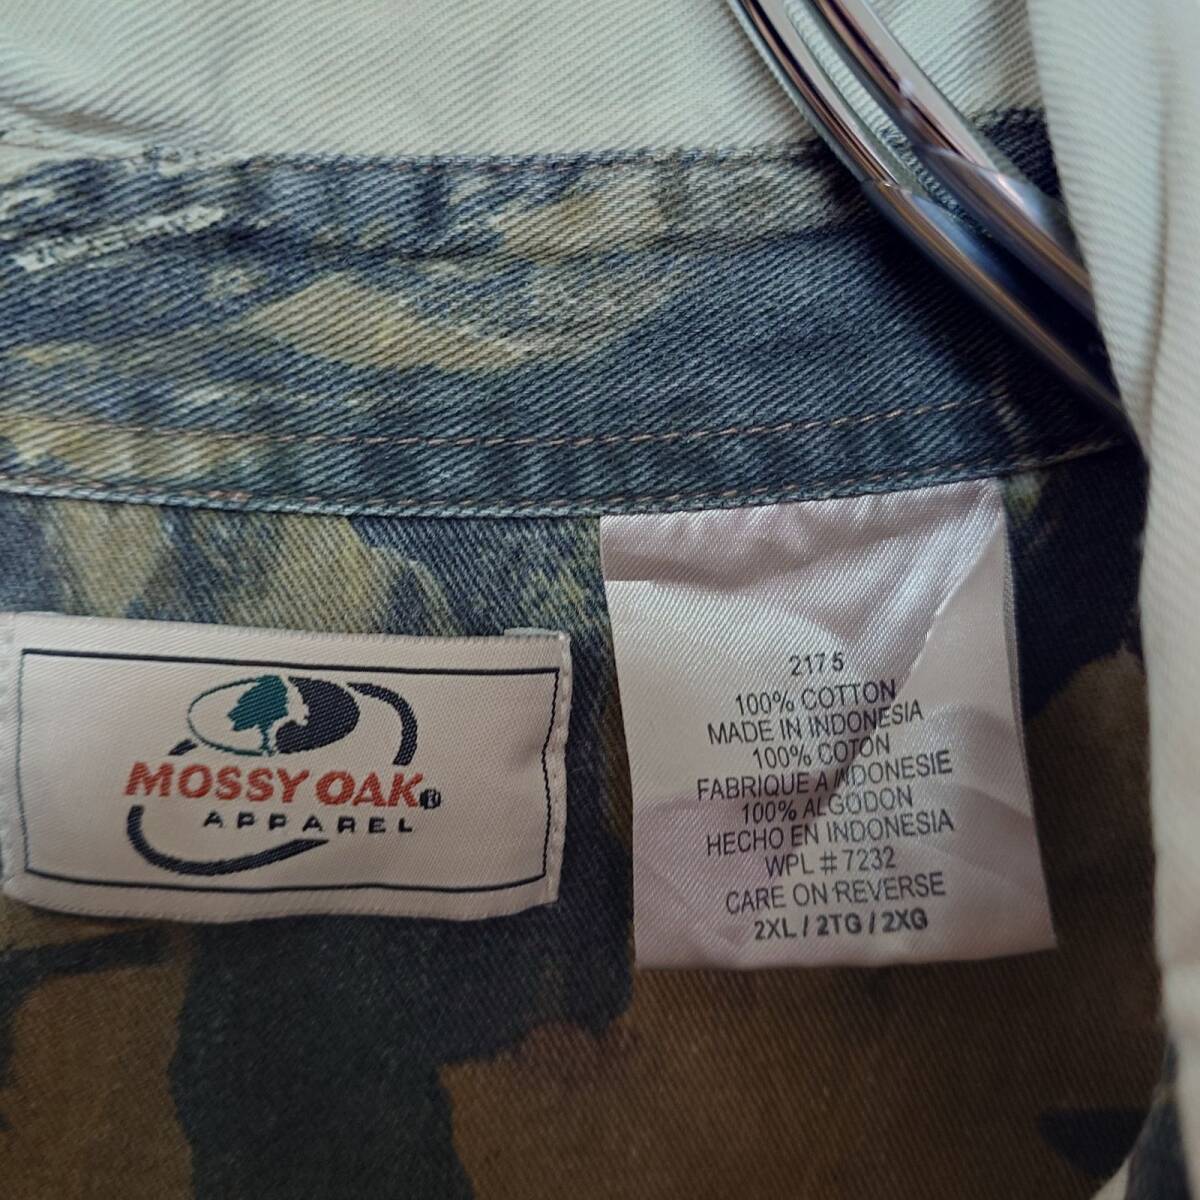 MOSSY OAK®
APPAREL
2175
100% COTTON
MADE IN INDONESIA
100% COTON
FABRIQUE A INDONESIE
100% ALGODON
HECHO EN INDONESIA
WPL # 7232
CARE ON REVERSE
2XL / 2TG / 2XG